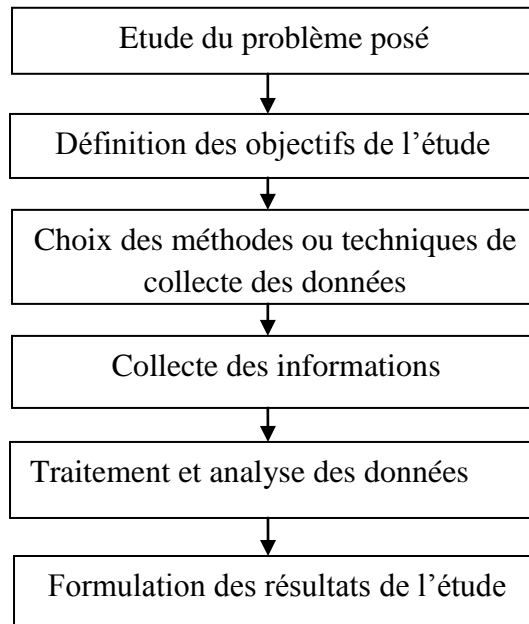 Etude du problème posé
Définition des objectifs de l’étude
Choix des méthodes ou techniques de
collecte des données
Collecte des informations
Traitement et analyse des données
Formulation des résultats de l’étude